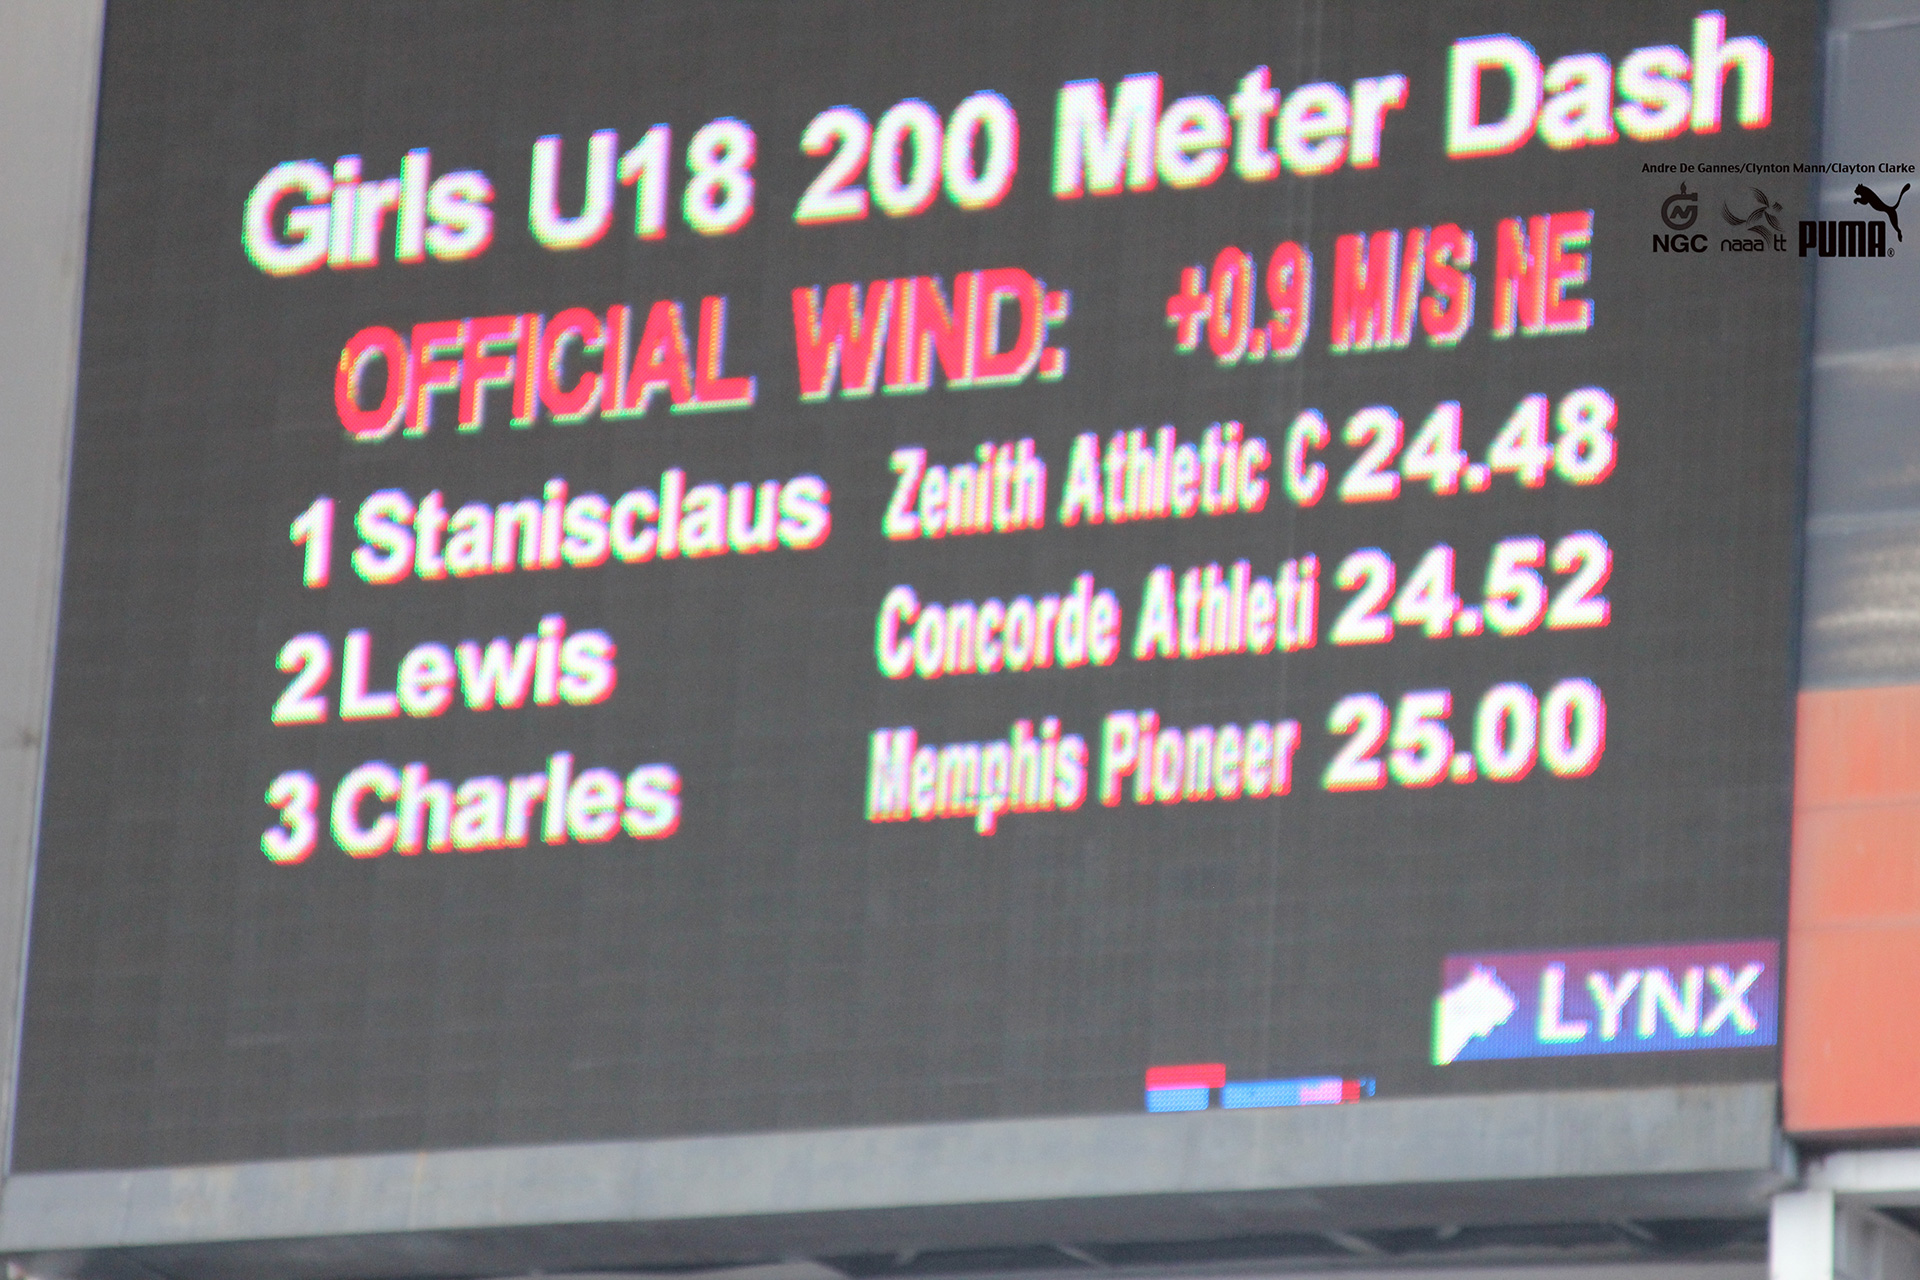 Girls U18 200 Meter Dash
Andre De Gannes/Clynton Mann/Clayton Clarke
NGC naaa tt PUMA®
OFFICIAL WIND: +0.9 M/S NE
1 Stanisclaus Zenith Athletic C 24.48
2 Lewis Concorde Athleti 24.52
3 Charles Memphis Pioneer 25.00
LYNX